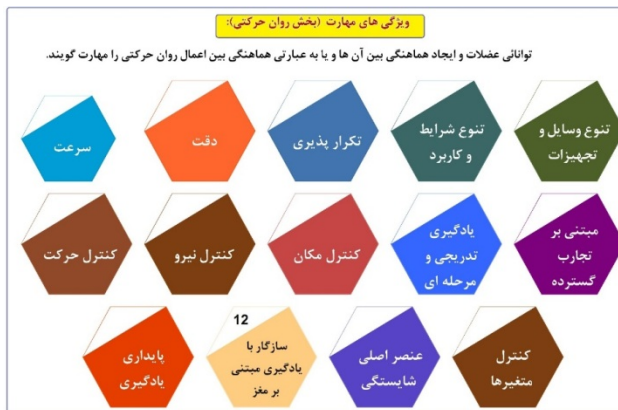 ویژگی های مهارت (بخش روان حرکتی):
توانائی عضلات و ایجاد هماهنگی بین آن ها و یا به عبارتی هماهنگی بین اعمال روان حرکتی را مهارت گویند.
تنوع وسایل و
تجهیزات
تنوع شرایط
و کاربرد
تکرار پذیری
دقت
سرعت
مبتنی بر
تجارب
گسترده
یادگیری
تدریجی و
مرحله ای
کنترل مکان
کنترل نیرو
کنترل حرکت
کنترل
متغیرها
عنصر اصلی
شایستگی
12
سازگار با
یادگیری مبتنی
بر مغز
پایداری
یادگیری